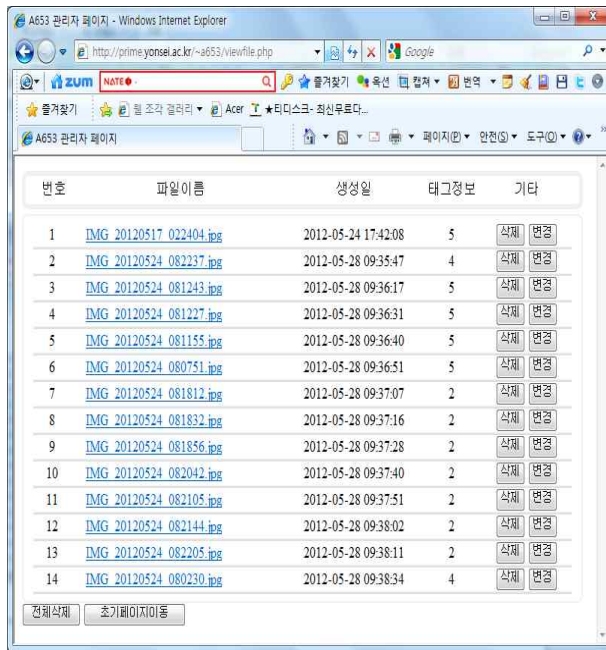 A653 관리자 페이지 - Windows Internet Explorer
http://prime.yonsei.ac.kr/~a653/viewfile.php
Google
zum NATE 즐겨찾기 옥션 캡쳐 번역
즐겨찾기 웹 조각 갤러리 Acer ★티디스크- 최신무료다...
A653 관리자 페이지 페이지(P) 안전(S) 도구(O)
번호 파일이름 생성일 태그정보 기타
1 IMG_20120517_022404.jpg 2012-05-24 17:42:08 5 삭제 변경
2 IMG_20120524_082237.jpg 2012-05-28 09:35:47 4 삭제 변경
3 IMG_20120524_081243.jpg 2012-05-28 09:36:17 5 삭제 변경
4 IMG_20120524_081227.jpg 2012-05-28 09:36:31 5 삭제 변경
5 IMG_20120524_081155.jpg 2012-05-28 09:36:40 5 삭제 변경
6 IMG_20120524_080751.jpg 2012-05-28 09:36:51 5 삭제 변경
7 IMG_20120524_081812.jpg 2012-05-28 09:37:07 2 삭제 변경
8 IMG_20120524_081832.jpg 2012-05-28 09:37:16 2 삭제 변경
9 IMG_20120524_081856.jpg 2012-05-28 09:37:28 2 삭제 변경
10 IMG_20120524_082042.jpg 2012-05-28 09:37:40 2 삭제 변경
11 IMG_20120524_082105.jpg 2012-05-28 09:37:51 2 삭제 변경
12 IMG_20120524_082144.jpg 2012-05-28 09:38:02 2 삭제 변경
13 IMG_20120524_082205.jpg 2012-05-28 09:38:11 2 삭제 변경
14 IMG_20120524_080230.jpg 2012-05-28 09:38:34 4 삭제 변경
전체삭제 초기페이지이동